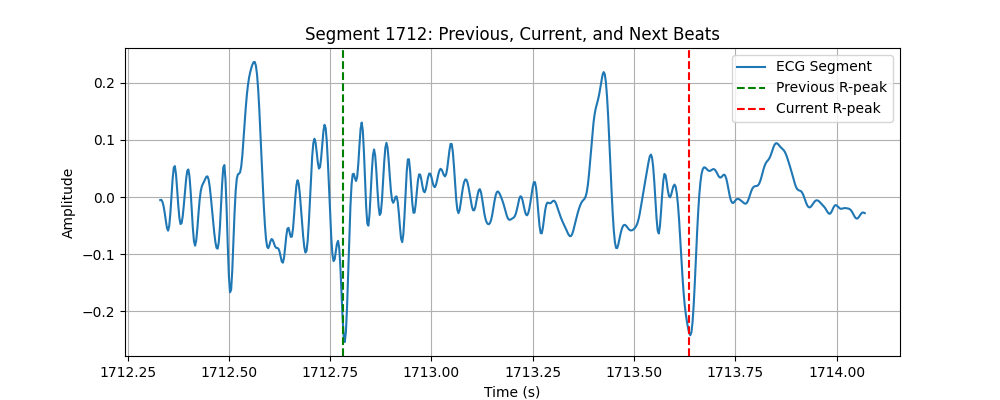 Segment 1712: Previous, Current, and Next Beats
ECG Segment
Previous R-peak
Current R-peak
Amplitude
0.2
0.1
0.0
−0.1
−0.2
1712.25 1712.50 1712.75 1713.00 1713.25 1713.50 1713.75 1714.00
Time (s)